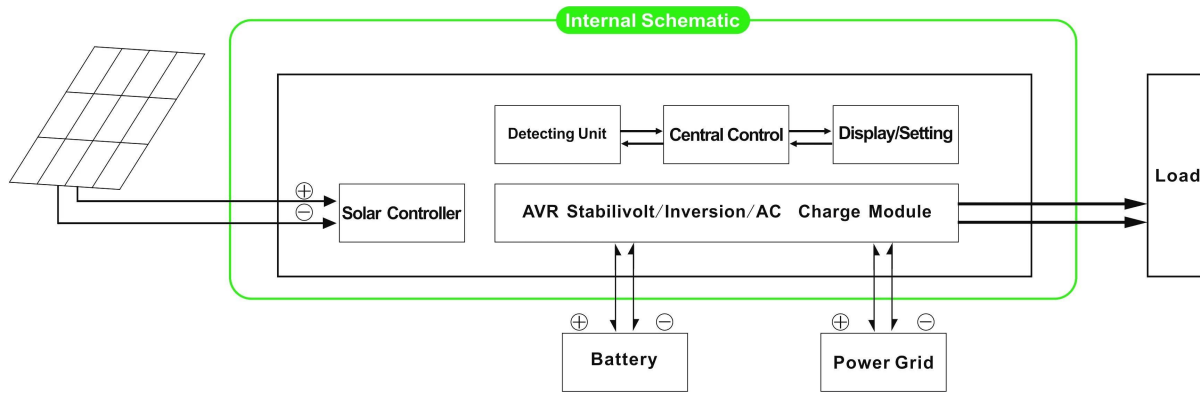 Internal Schematic
Detecting Unit
Central Control
Display/Setting
Load
+
−
Solar Controller
AVR Stabilivolt/Inversion/AC Charge Module
+
−
+
−
Battery
Power Grid